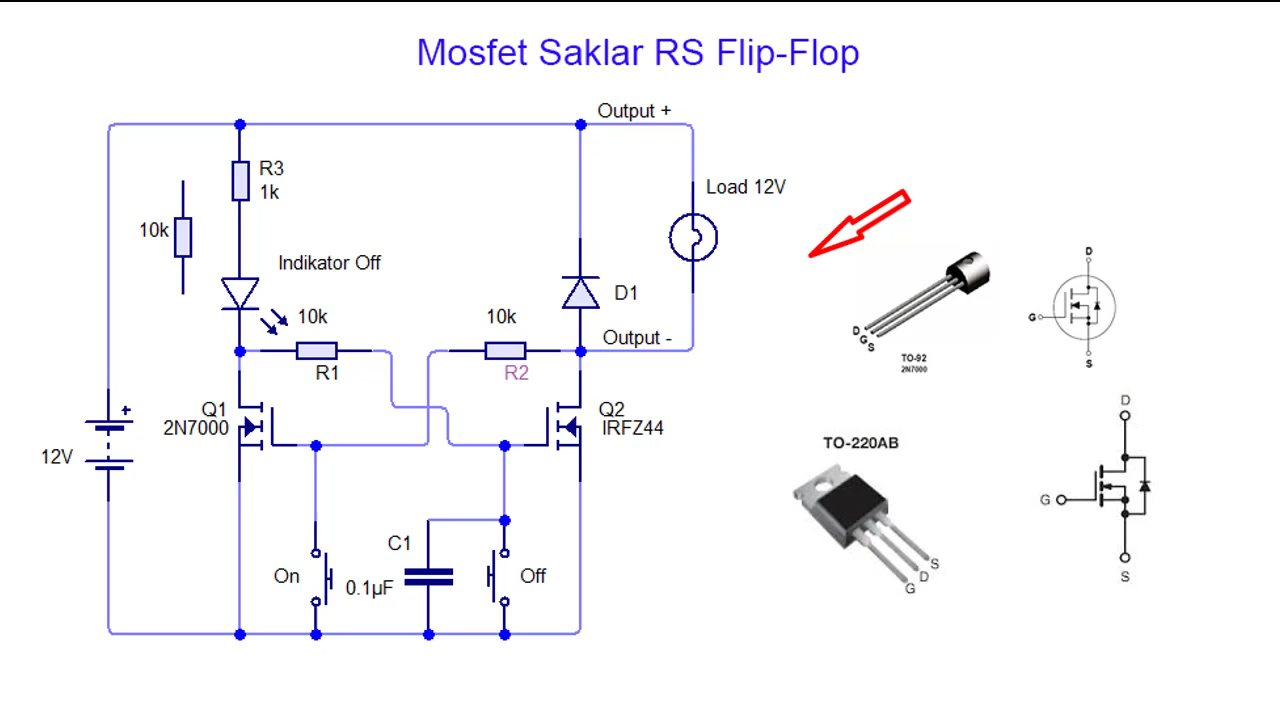 Mosfet Saklar RS Flip-Flop
Output +
R3
1k
Load 12V
10k
Indikator Off
D1
10k
10k
Output -
R1
R2
D
G
S
TO-92
2N7000
D
G
S
Q1
2N7000
Q2
IRFZ44
+
12V
TO-220AB
D
G
S
C1
On
0.1µF
Off
S
D
G